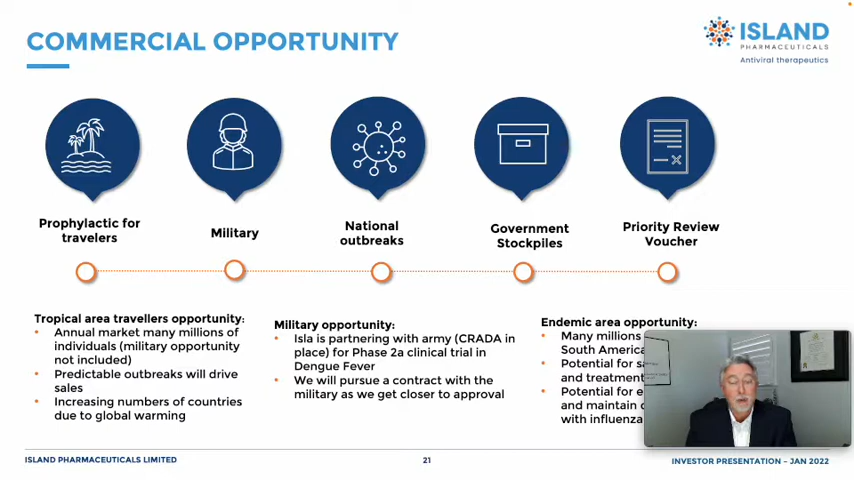 COMMERCIAL OPPORTUNITY
ISLAND
PHARMACEUTICALS
Antiviral therapeutics
Prophylactic for
travelers
Military
National
outbreaks
Government
Stockpiles
Priority Review
Voucher
Tropical area travellers opportunity:
• Annual market many millions of
individuals (military opportunity
not included)
• Predictable outbreaks will drive
sales
• Increasing numbers of countries
due to global warming
Military opportunity:
• Isla is partnering with army (CRADA in
place) for Phase 2a clinical trial in
Dengue Fever
• We will pursue a contract with the
military as we get closer to approval
Endemic area opportunity:
• Many millions
South America
• Potential for
and treatment
• Potential for
and maintain
with influenza
ISLAND PHARMACEUTICALS LIMITED
21
INVESTOR PRESENTATION – JAN 2022